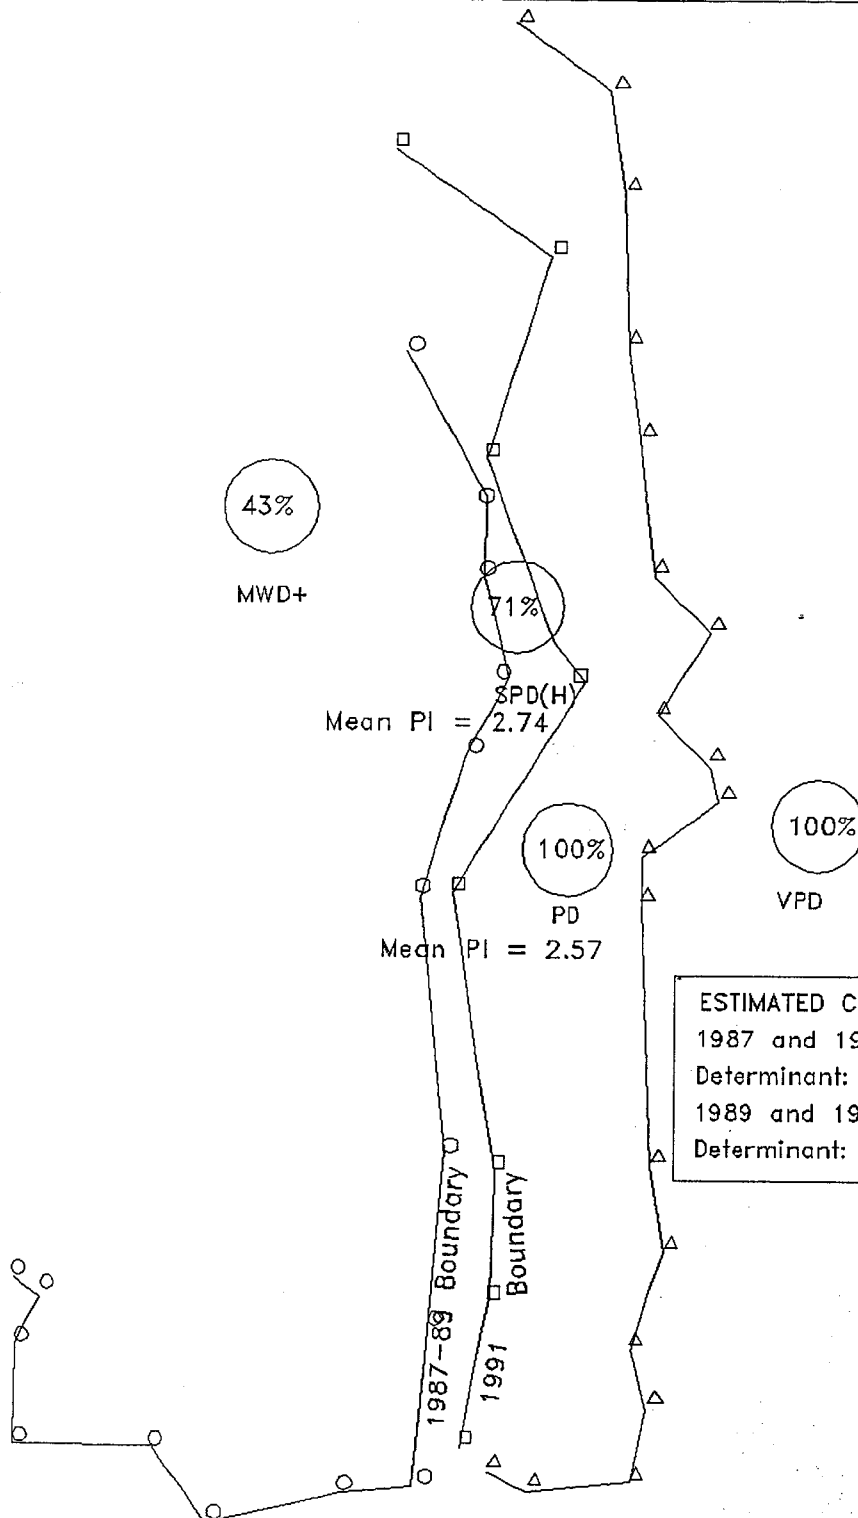 43%
MWD+
71%
SPD(H)
Mean PI = 2.74
100%
PD
Mean PI = 2.57
100%
VPD
ESTIMATED C
1987 and 19
Determinant:
1989 and 19
Determinant:
1987-89 Boundary
1991 Boundary